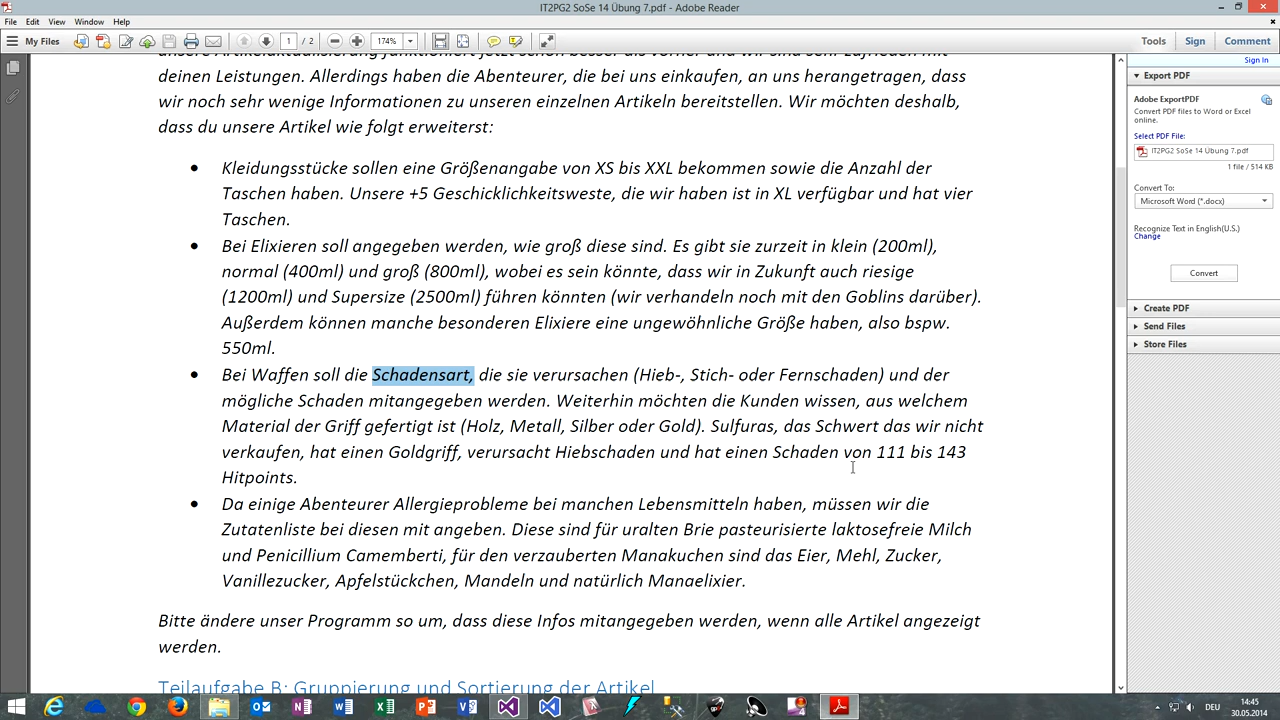 IT2PG2 SoSe 14 Übung 7.pdf - Adobe Reader
File Edit View Window Help
My Files 1 / 2 174% Tools Sign Comment
Sign In
deinen Leistungen. Allerdings haben die Abenteurer, die bei uns einkaufen, an uns herangetragen, dass
wir noch sehr wenige Informationen zu unseren einzelnen Artikeln bereitstellen. Wir möchten deshalb,
dass du unsere Artikel wie folgt erweiterst:
• Kleidungsstücke sollen eine Größenangabe von XS bis XXL bekommen sowie die Anzahl der
Taschen haben. Unsere +5 Geschicklichkeitsweste, die wir haben ist in XL verfügbar und hat vier
Taschen.
• Bei Elixieren soll angegeben werden, wie groß diese sind. Es gibt sie zurzeit in klein (200ml),
normal (400ml) und groß (800ml), wobei es sein könnte, dass wir in Zukunft auch riesige
(1200ml) und Supersize (2500ml) führen könnten (wir verhandeln noch mit den Goblins darüber).
Außerdem können manche besonderen Elixiere eine ungewöhnliche Größe haben, also bspw.
550ml.
• Bei Waffen soll die Schadensart, die sie verursachen (Hieb-, Stich- oder Fernschaden) und der
mögliche Schaden mitangegeben werden. Weiterhin möchten die Kunden wissen, aus welchem
Material der Griff gefertigt ist (Holz, Metall, Silber oder Gold). Sulfuras, das Schwert das wir nicht
verkaufen, hat einen Goldgriff, verursacht Hiebschaden und hat einen Schaden von 111 bis 143
Hitpoints.
• Da einige Abenteurer Allergieprobleme bei manchen Lebensmitteln haben, müssen wir die
Zutatenliste bei diesen mit angeben. Diese sind für uralten Brie pasteurisierte laktosefreie Milch
und Penicillium Camemberti, für den verzauberten Manakuchen sind das Eier, Mehl, Zucker,
Vanillezucker, Apfelstückchen, Mandeln und natürlich Manaelixier.
Bitte ändere unser Programm so um, dass diese Infos mitangegeben werden, wenn alle Artikel angezeigt
werden.
Teilaufgabe B: Gruppierung und Sortierung der Artikel
Export PDF
Adobe ExportPDF
Convert PDF files to Word or Excel
online.
Select PDF File:
IT2PG2 SoSe 14 Übung 7.pdf
1 file / 514 KB
Convert To:
Microsoft Word (*.docx)
Recognize Text in English(U.S.)
Change
Convert
Create PDF
Send Files
Store Files
DEU
14:45
30.05.2014